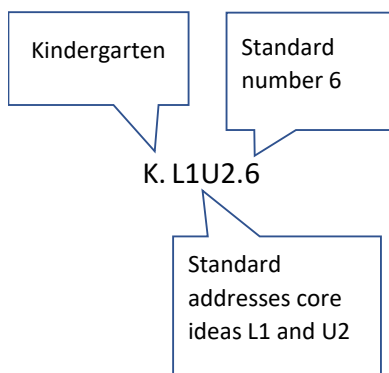 Kindergarten
Standard
number 6
K. L1U2.6
Standard
addresses core
ideas L1 and U2